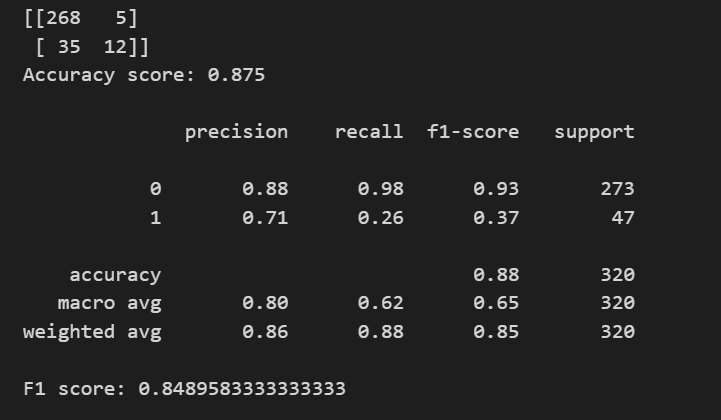 [[268   5]
 [ 35  12]]
Accuracy score: 0.875
              precision    recall  f1-score   support
           0       0.88      0.98      0.93       273
           1       0.71      0.26      0.37        47
    accuracy                           0.88       320
   macro avg       0.80      0.62      0.65       320
weighted avg       0.86      0.88      0.85       320
F1 score: 0.8489583333333333